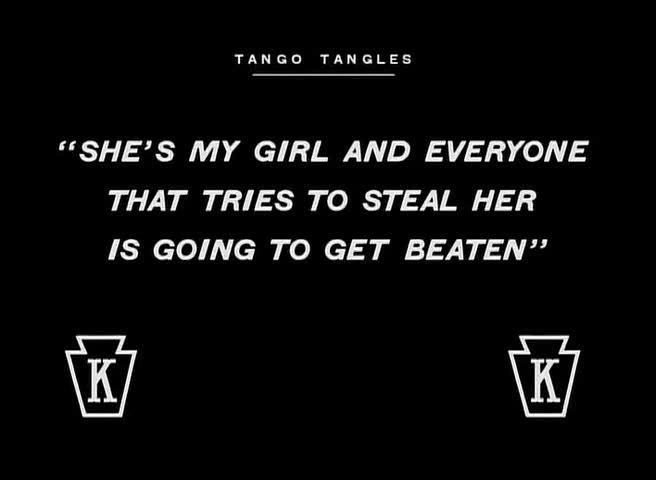 TANGO TANGLES
“SHE’S MY GIRL AND EVERYONE
THAT TRIES TO STEAL HER
IS GOING TO GET BEATEN”
K K